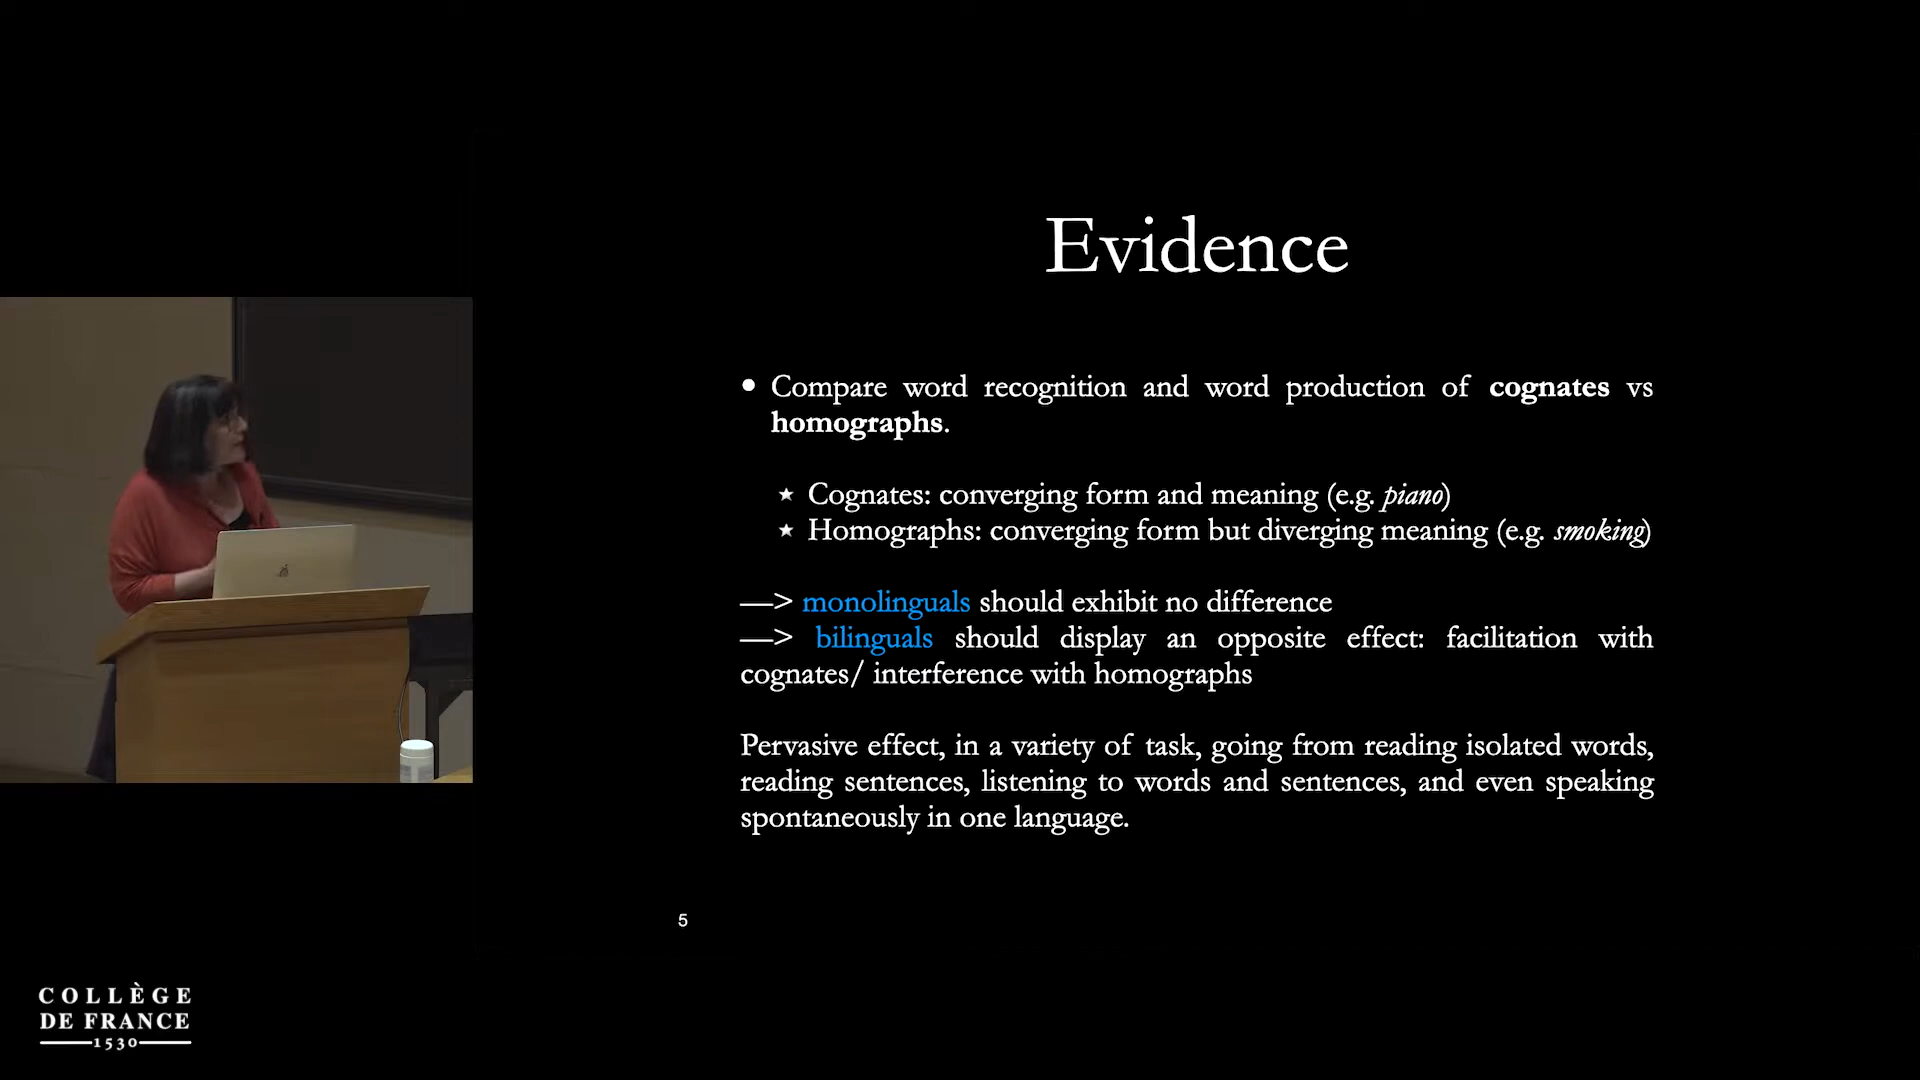 Evidence
• Compare word recognition and word production of cognates vs
homographs.
★ Cognates: converging form and meaning (e.g. piano)
★ Homographs: converging form but diverging meaning (e.g. smoking)
—> monolinguals should exhibit no difference
—> bilinguals should display an opposite effect: facilitation with
cognates/ interference with homographs
Pervasive effect, in a variety of task, going from reading isolated words,
reading sentences, listening to words and sentences, and even speaking
spontaneously in one language.
5
COLLÈGE
DE FRANCE
1530